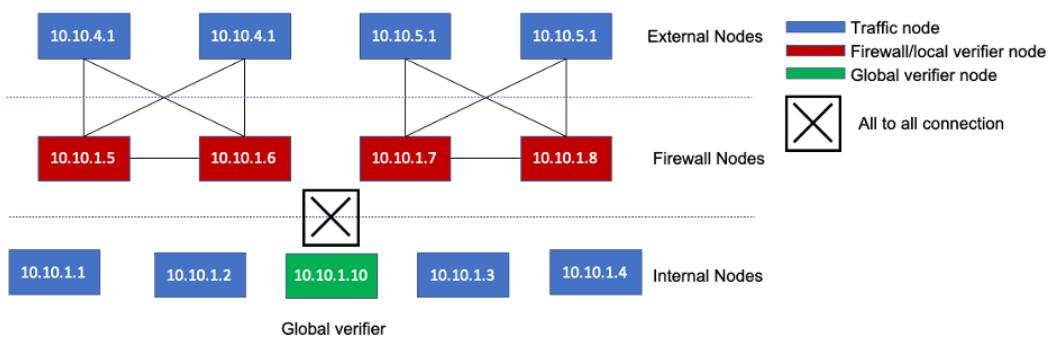 10.10.4.1
10.10.4.1
10.10.5.1
10.10.5.1
External Nodes
Traffic node
Firewall/local verifier node
Global verifier node
All to all connection
10.10.1.5
10.10.1.6
10.10.1.7
10.10.1.8
Firewall Nodes
10.10.1.1
10.10.1.2
10.10.1.10
10.10.1.3
10.10.1.4
Internal Nodes
Global verifier